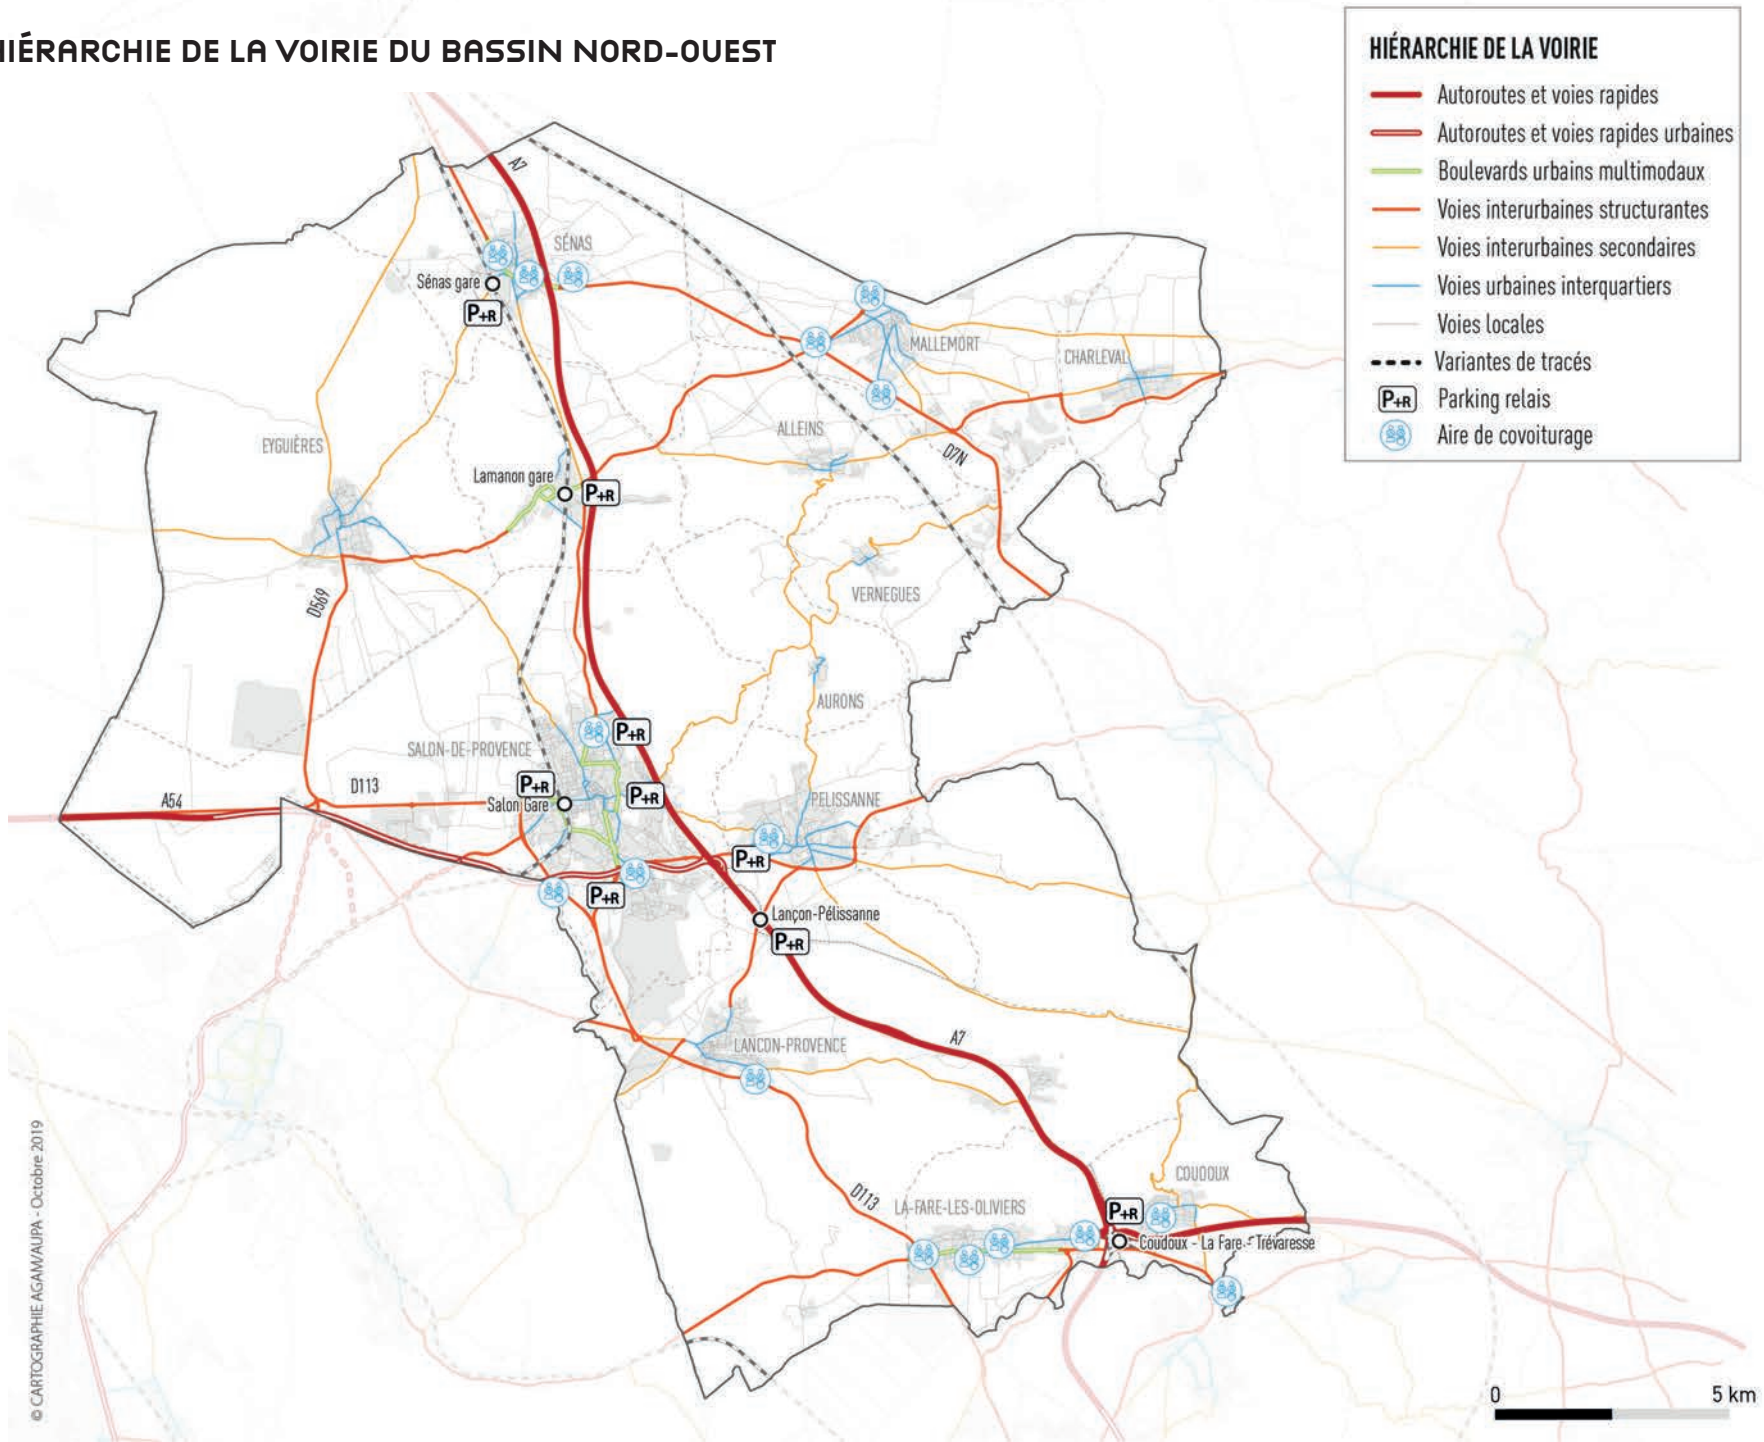 HIÉRARCHIE DE LA VOIRIE DU BASSIN NORD-OUEST
HIÉRARCHIE DE LA VOIRIE
Autoroutes et voies rapides
Autoroutes et voies rapides urbaines
Boulevards urbains multimodaux
Voies interurbaines structurantes
Voies interurbaines secondaires
Voies urbaines interquartiers
Voies locales
Variantes de tracés
P+R Parking relais
Aire de covoiturage
A7
SÉNAS
Sénas gare
P+R
MALLEMORT
CHARLEVAL
ALLEINS
EYGUIÈRES
D7N
Lamanon gare
P+R
D569
VERNEGUES
AURONS
SALON-DE-PROVENCE
P+R
P+R
D113
Salon Gare
P+R
A54
PELISSANNE
P+R
P+R
Lançon-Pélissanne
P+R
A7
LANCON-PROVENCE
COUDOUX
D113
LA-FARE-LES-OLIVIERS
P+R
Coudoux - La Fare - Trévaresse
© CARTOGRAPHIE AGAM/AUPA - Octobre 2019
0 5 km